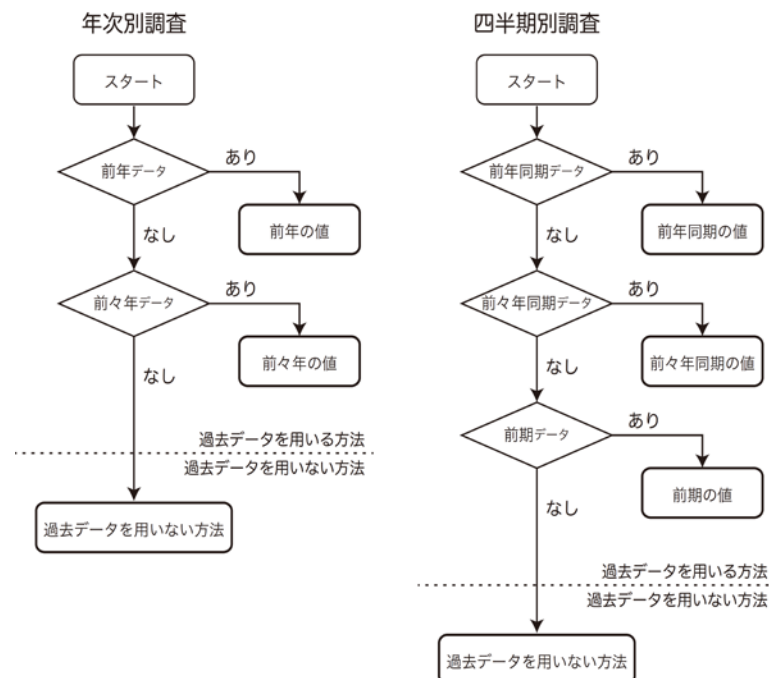 年次別調査
スタート
前年データ
あり
前年の値
なし
前々年データ
あり
前々年の値
なし
過去データを用いる方法
過去データを用いない方法
過去データを用いない方法
四半期別調査
スタート
前年同期データ
あり
前年同期の値
なし
前々年同期データ
あり
前々年同期の値
なし
前期データ
あり
前期の値
なし
過去データを用いる方法
過去データを用いない方法
過去データを用いない方法